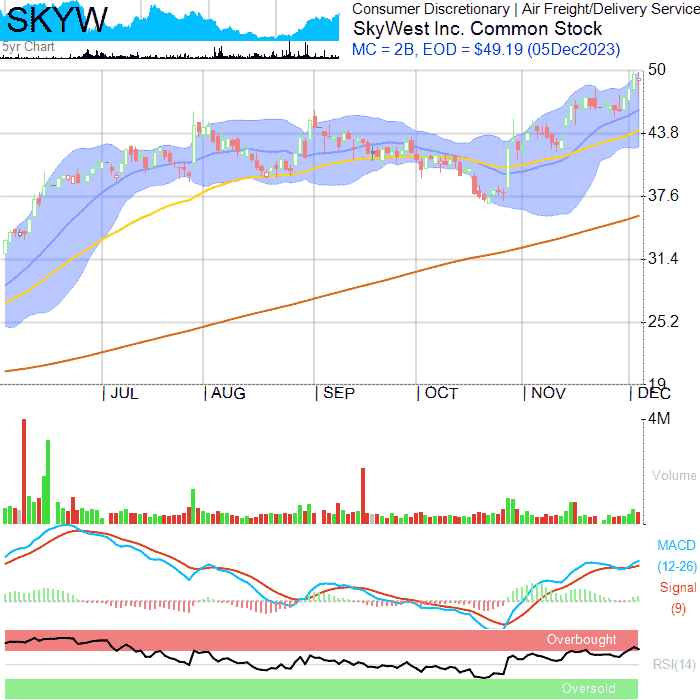 SKYW
5yr Chart
Consumer Discretionary | Air Freight/Delivery Service
SkyWest Inc. Common Stock
MC = 2B, EOD = $49.19 (05Dec2023)
50
43.8
37.6
31.4
25.2
19
JUL AUG SEP OCT NOV DEC
4M
Volume
MACD
(12-26)
Signal
(9)
Overbought
RSI(14)
Oversold